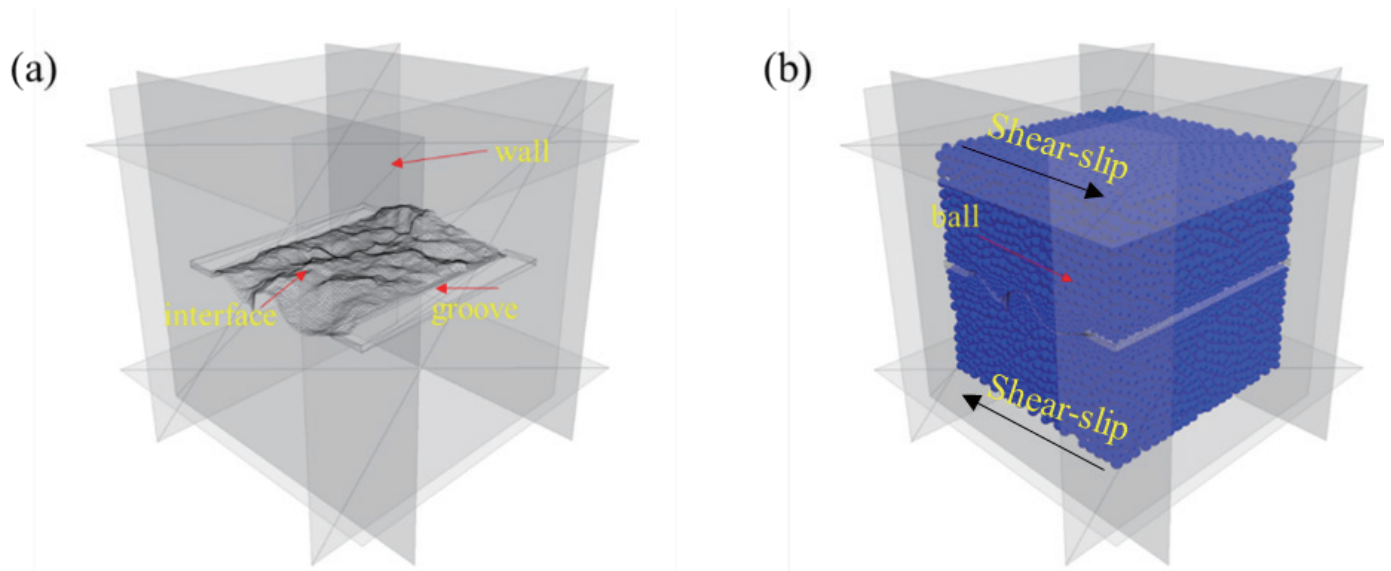 (a)
wall
interface
groove
(b)
Shear-slip
ball
Shear-slip